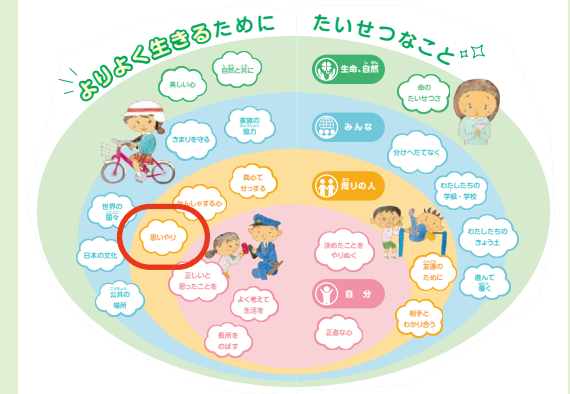 よりよく生きるために
たいせつなこと
美しい心
自然と共に
生命、自然
命の
たいせつさ
きまりを守る
家族の
協力
みんな
分けへだてなく
真心で
せっする
かんしゃする心
周りの人
わたしたちの
学級・学校
世界の
国々
思いやり
わたしたちの
きょう土
日本の文化
決めたことを
やりぬく
友達の
ために
進んで
働く
正しいと
思ったことを
公共の
場所
よく考えて
生活を
自分
相手と
わかり合う
長所を
のばす
正直な心